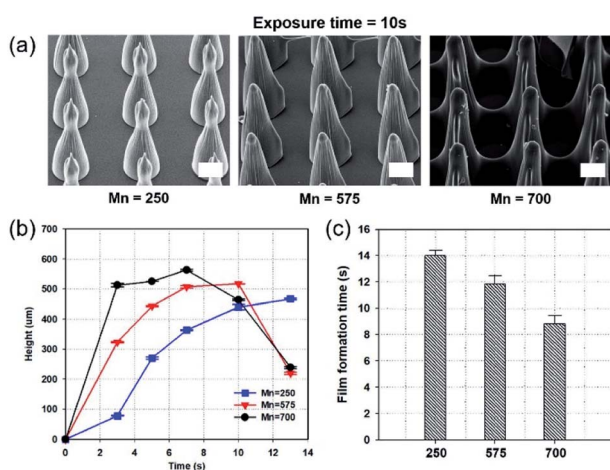 Exposure time = 10s
(a)
Mn = 250 Mn = 575 Mn = 700
(b)
Height (um)
700
600
500
400
300
200
100
0
0 2 4 6 8 10 12 14
Time (s)
Mn=250
Mn=575
Mn=700
(c)
Film formation time (s)
16
14
12
10
8
6
4
2
0
250 575 700